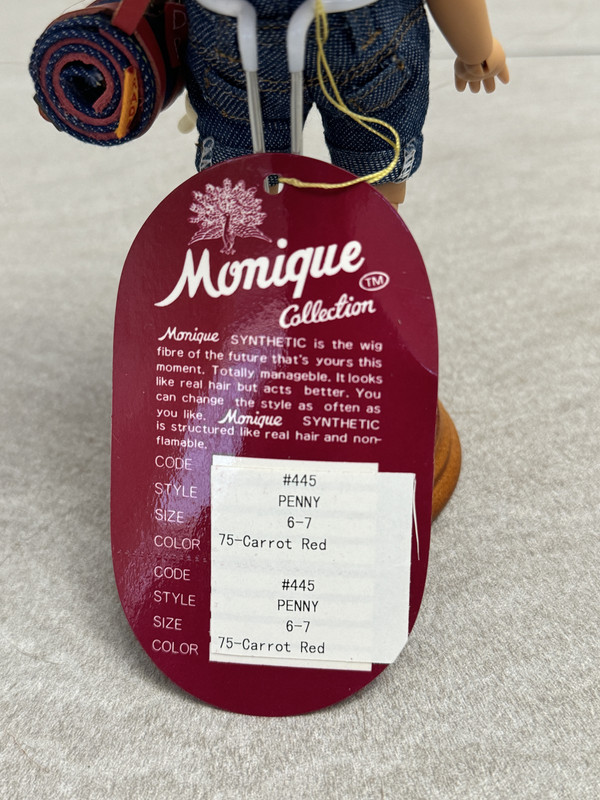 Monique TM
Collection
Monique SYNTHETIC is the wig
fibre of the future that's yours this
moment. Totally manageable. It looks
like real hair but acts better. You
can change the style as often as
you like. Monique SYNTHETIC
is structured like real hair and non-
flamable.
CODE #445
STYLE PENNY
SIZE 6-7
COLOR 75-Carrot Red
CODE #445
STYLE PENNY
SIZE 6-7
COLOR 75-Carrot Red